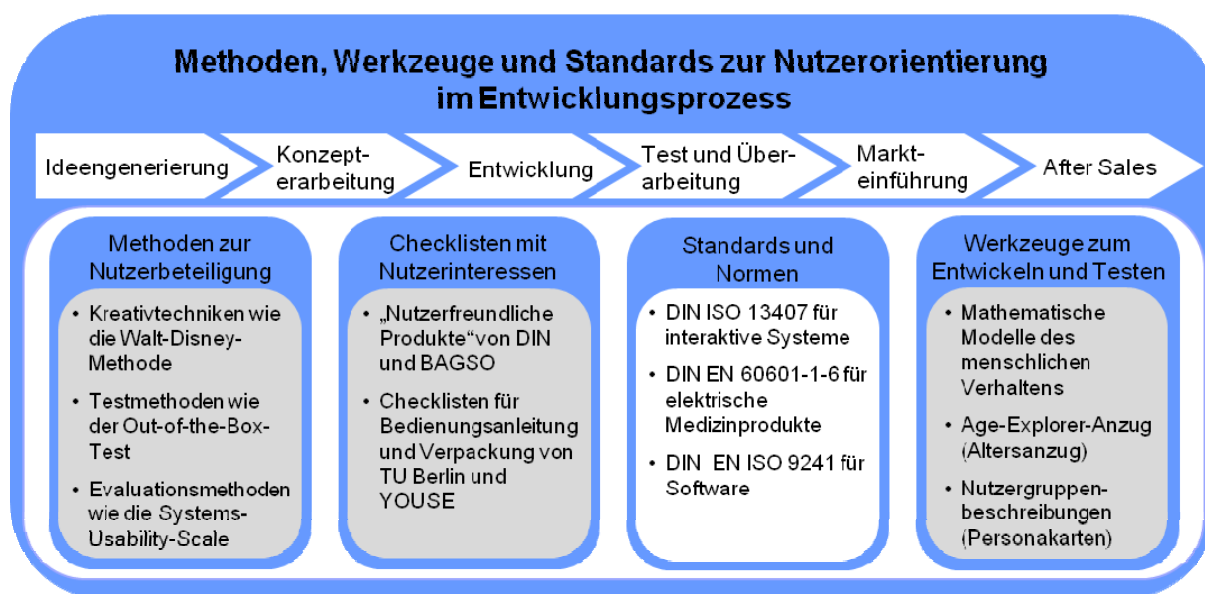 Methoden, Werkzeuge und Standards zur Nutzerorientierung
im Entwicklungsprozess
Ideengenerierung
Konzept-
erarbeitung
Entwicklung
Test und Über-
arbeitung
Markt-
einführung
After Sales
Methoden zur
Nutzerbeteiligung
• Kreativtechniken wie
die Walt-Disney-
Methode
• Testmethoden wie
der Out-of-the-Box-
Test
• Evaluationsmethoden
wie die Systems-
Usability-Scale
Checklisten mit
Nutzerinteressen
• „Nutzerfreundliche
Produkte“ von DIN
und BAGSO
• Checklisten für
Bedienungsanleitung
und Verpackung von
TU Berlin und
YOUSE
Standards und
Normen
• DIN ISO 13407 für
interaktive Systeme
• DIN EN 60601-1-6 für
elektrische
Medizinprodukte
• DIN EN ISO 9241 für
Software
Werkzeuge zum
Entwickeln und Testen
• Mathematische
Modelle des
menschlichen
Verhaltens
• Age-Explorer-Anzug
(Altersanzug)
• Nutzergruppen-
beschreibungen
(Personakarten)